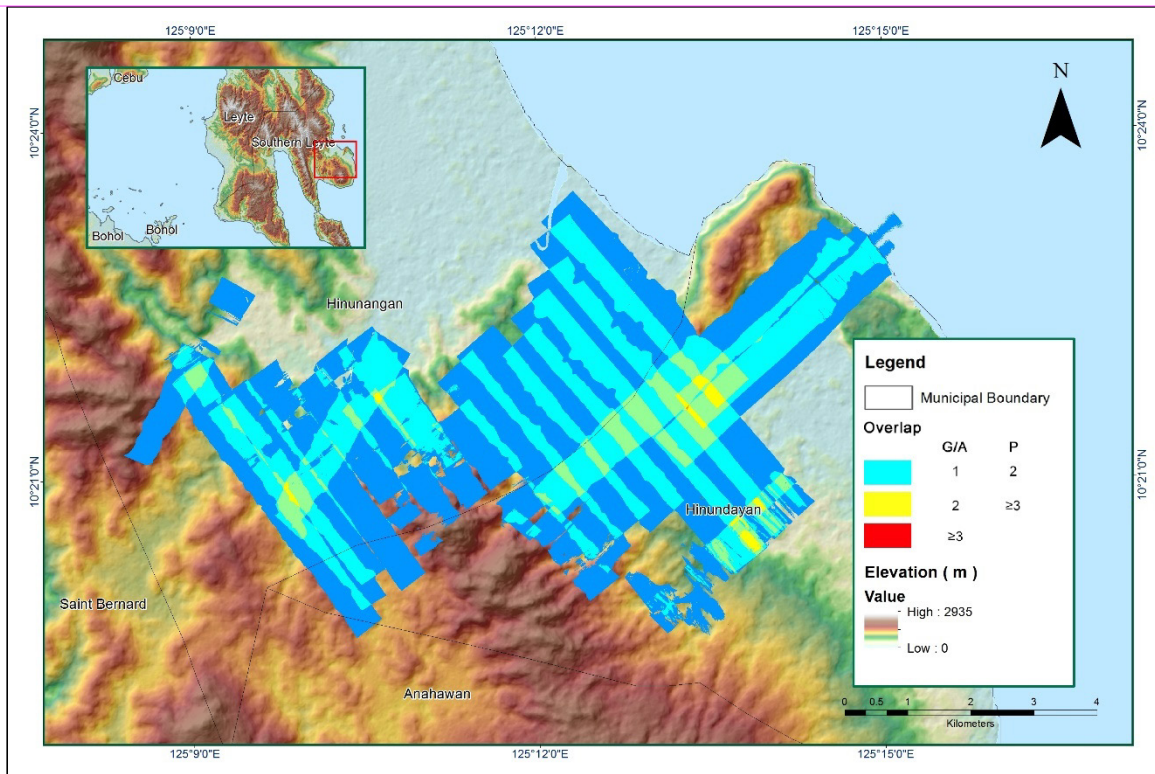 125°9'0"E
125°12'0"E
125°15'0"E
Cebu
Leyte
Southern Leyte
Bohol
Bohol
N
10°24'0"N
10°24'0"N
Hinunangan
Legend
Municipal Boundary
Overlap
G/A P
1 2
2 ≥3
≥3
Elevation ( m )
Value
High : 2935
Low : 0
10°21'0"N
10°21'0"N
Hinundayan
Saint Bernard
Anahawan
0 0.5 1 2 3 4
Kilometers
125°9'0"E
125°12'0"E
125°15'0"E